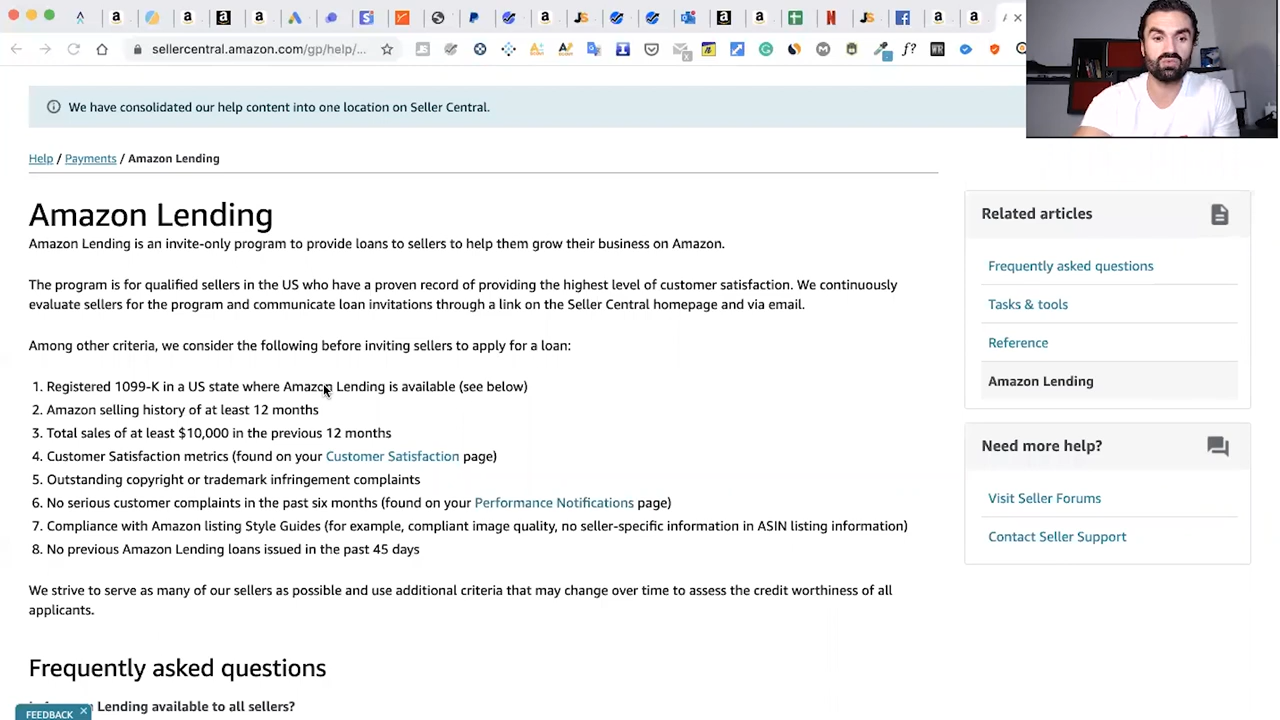 sellercentral.amazon.com/gp/help/...
We have consolidated our help content into one location on Seller Central.
Help / Payments / Amazon Lending
Amazon Lending
Amazon Lending is an invite-only program to provide loans to sellers to help them grow their business on Amazon.
The program is for qualified sellers in the US who have a proven record of providing the highest level of customer satisfaction. We continuously
evaluate sellers for the program and communicate loan invitations through a link on the Seller Central homepage and via email.
Among other criteria, we consider the following before inviting sellers to apply for a loan:
1. Registered 1099-K in a US state where Amazon Lending is available (see below)
2. Amazon selling history of at least 12 months
3. Total sales of at least $10,000 in the previous 12 months
4. Customer Satisfaction metrics (found on your Customer Satisfaction page)
5. Outstanding copyright or trademark infringement complaints
6. No serious customer complaints in the past six months (found on your Performance Notifications page)
7. Compliance with Amazon listing Style Guides (for example, compliant image quality, no seller-specific information in ASIN listing information)
8. No previous Amazon Lending loans issued in the past 45 days
We strive to serve as many of our sellers as possible and use additional criteria that may change over time to assess the credit worthiness of all
applicants.
Frequently asked questions
Lending available to all sellers?
FEEDBACK
Related articles
Frequently asked questions
Tasks & tools
Reference
Amazon Lending
Need more help?
Visit Seller Forums
Contact Seller Support